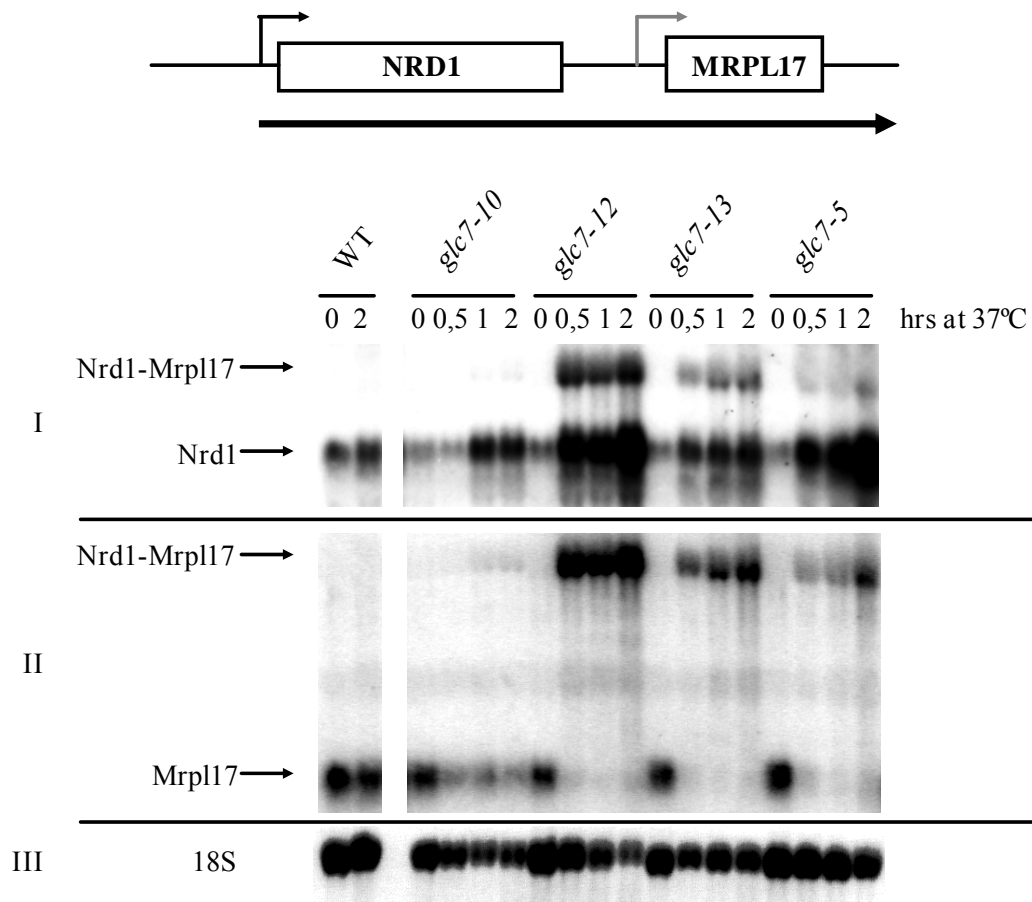 NRD1 MRPL17
WT glc7-10 glc7-12 glc7-13 glc7-5
0 2 0 0,5 1 2 0 0,5 1 2 0 0,5 1 2 0 0,5 1 2 hrs at 37ºC
Nrd1-Mrpl17
I
Nrd1
Nrd1-Mrpl17
II
Mrpl17
III 18S